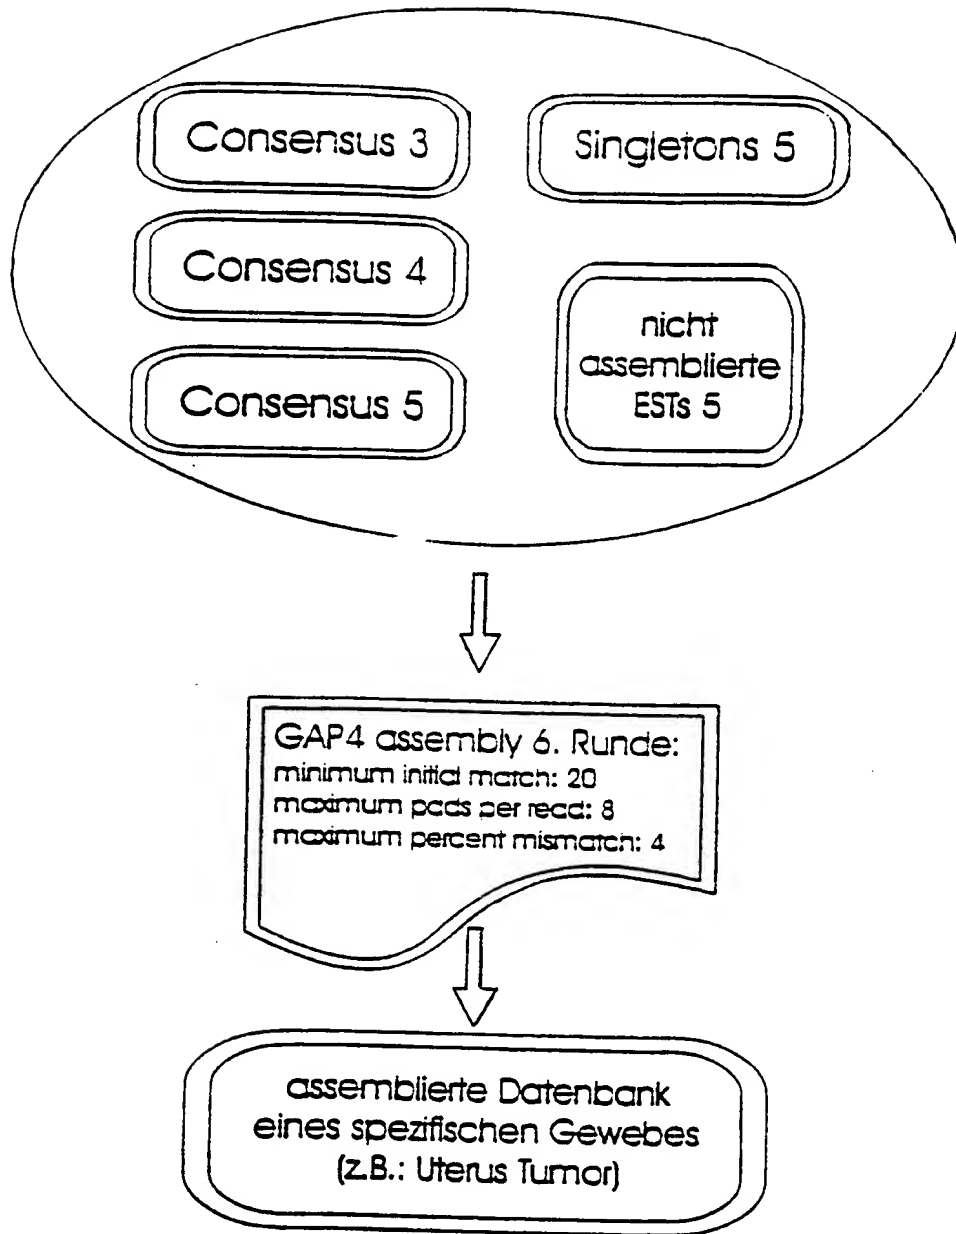 Consensus 3
Singletons 5
Consensus 4
nicht
assemblierte
ESTs 5
Consensus 5
GAP4 assembly 6. Runde:
minimum initial match: 20
maximum pads per read: 8
maximum percent mismatch: 4
assemblierte Datenbank
eines spezifischen Gewebes
(z.B.: Uterus Tumor)